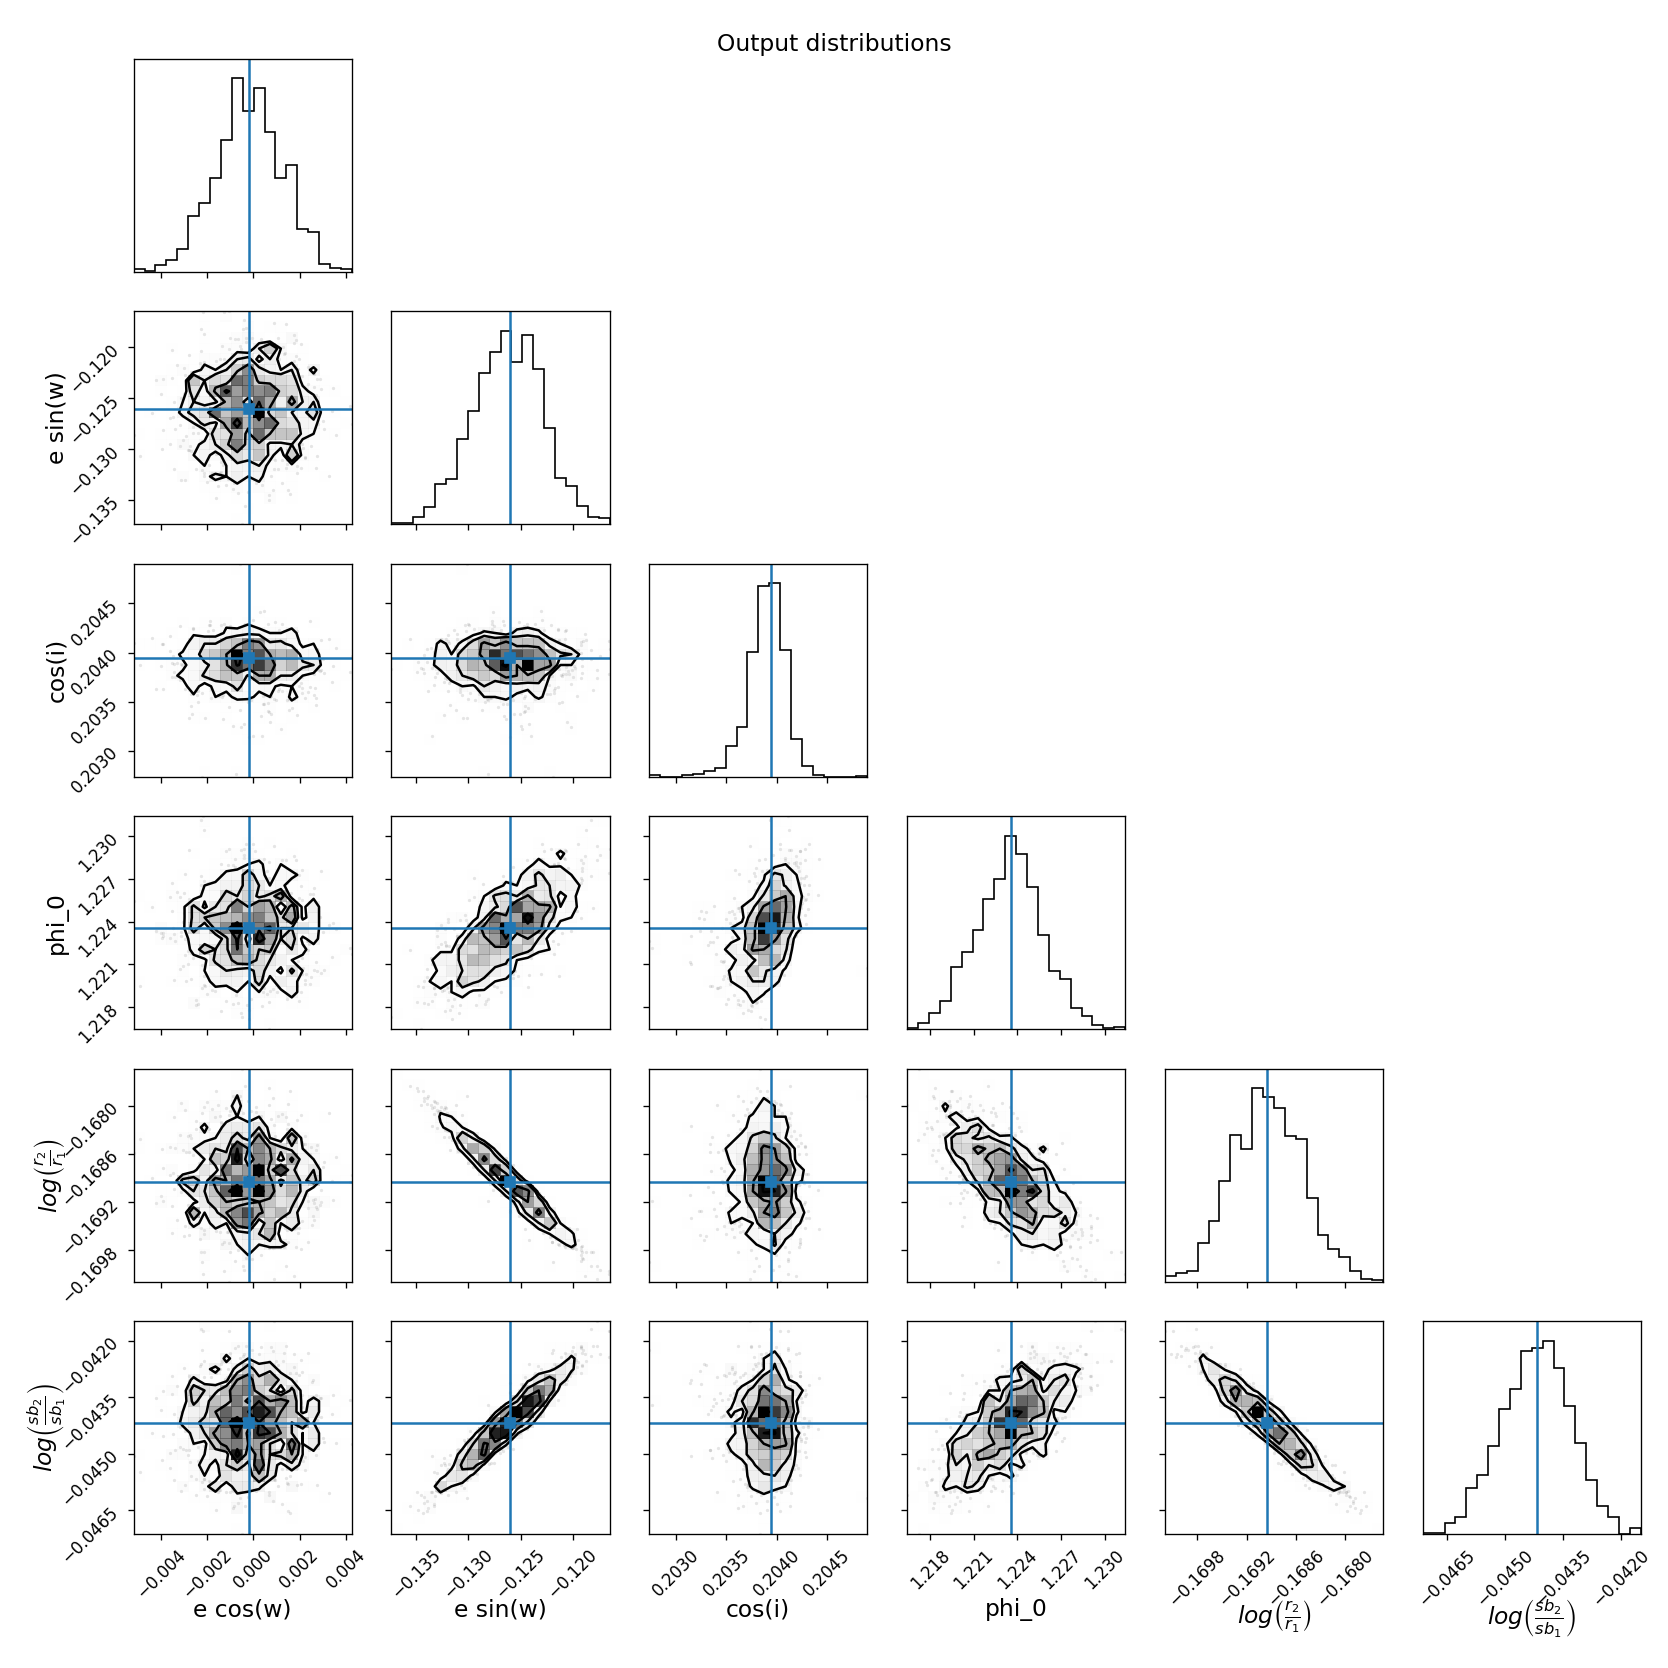 Output distributions
e sin(w)
−0.120
−0.125
−0.130
−0.135
cos(i)
0.2045
0.2040
0.2035
0.2030
phi_0
1.230
1.227
1.224
1.221
1.218
log(r₂/r₁)
−0.1680
−0.1686
−0.1692
−0.1698
log(sb₂/sb₁)
−0.0420
−0.0435
−0.0450
−0.0465
−0.004 −0.002 0.000 0.002 0.004
−0.135 −0.130 −0.125 −0.120
0.2030 0.2035 0.2040 0.2045
1.218 1.221 1.224 1.227 1.230
−0.1698 −0.1692 −0.1686 −0.1680
−0.0465 −0.0450 −0.0435 −0.0420
e cos(w)
e sin(w)
cos(i)
phi_0
log(r₂/r₁)
log(sb₂/sb₁)